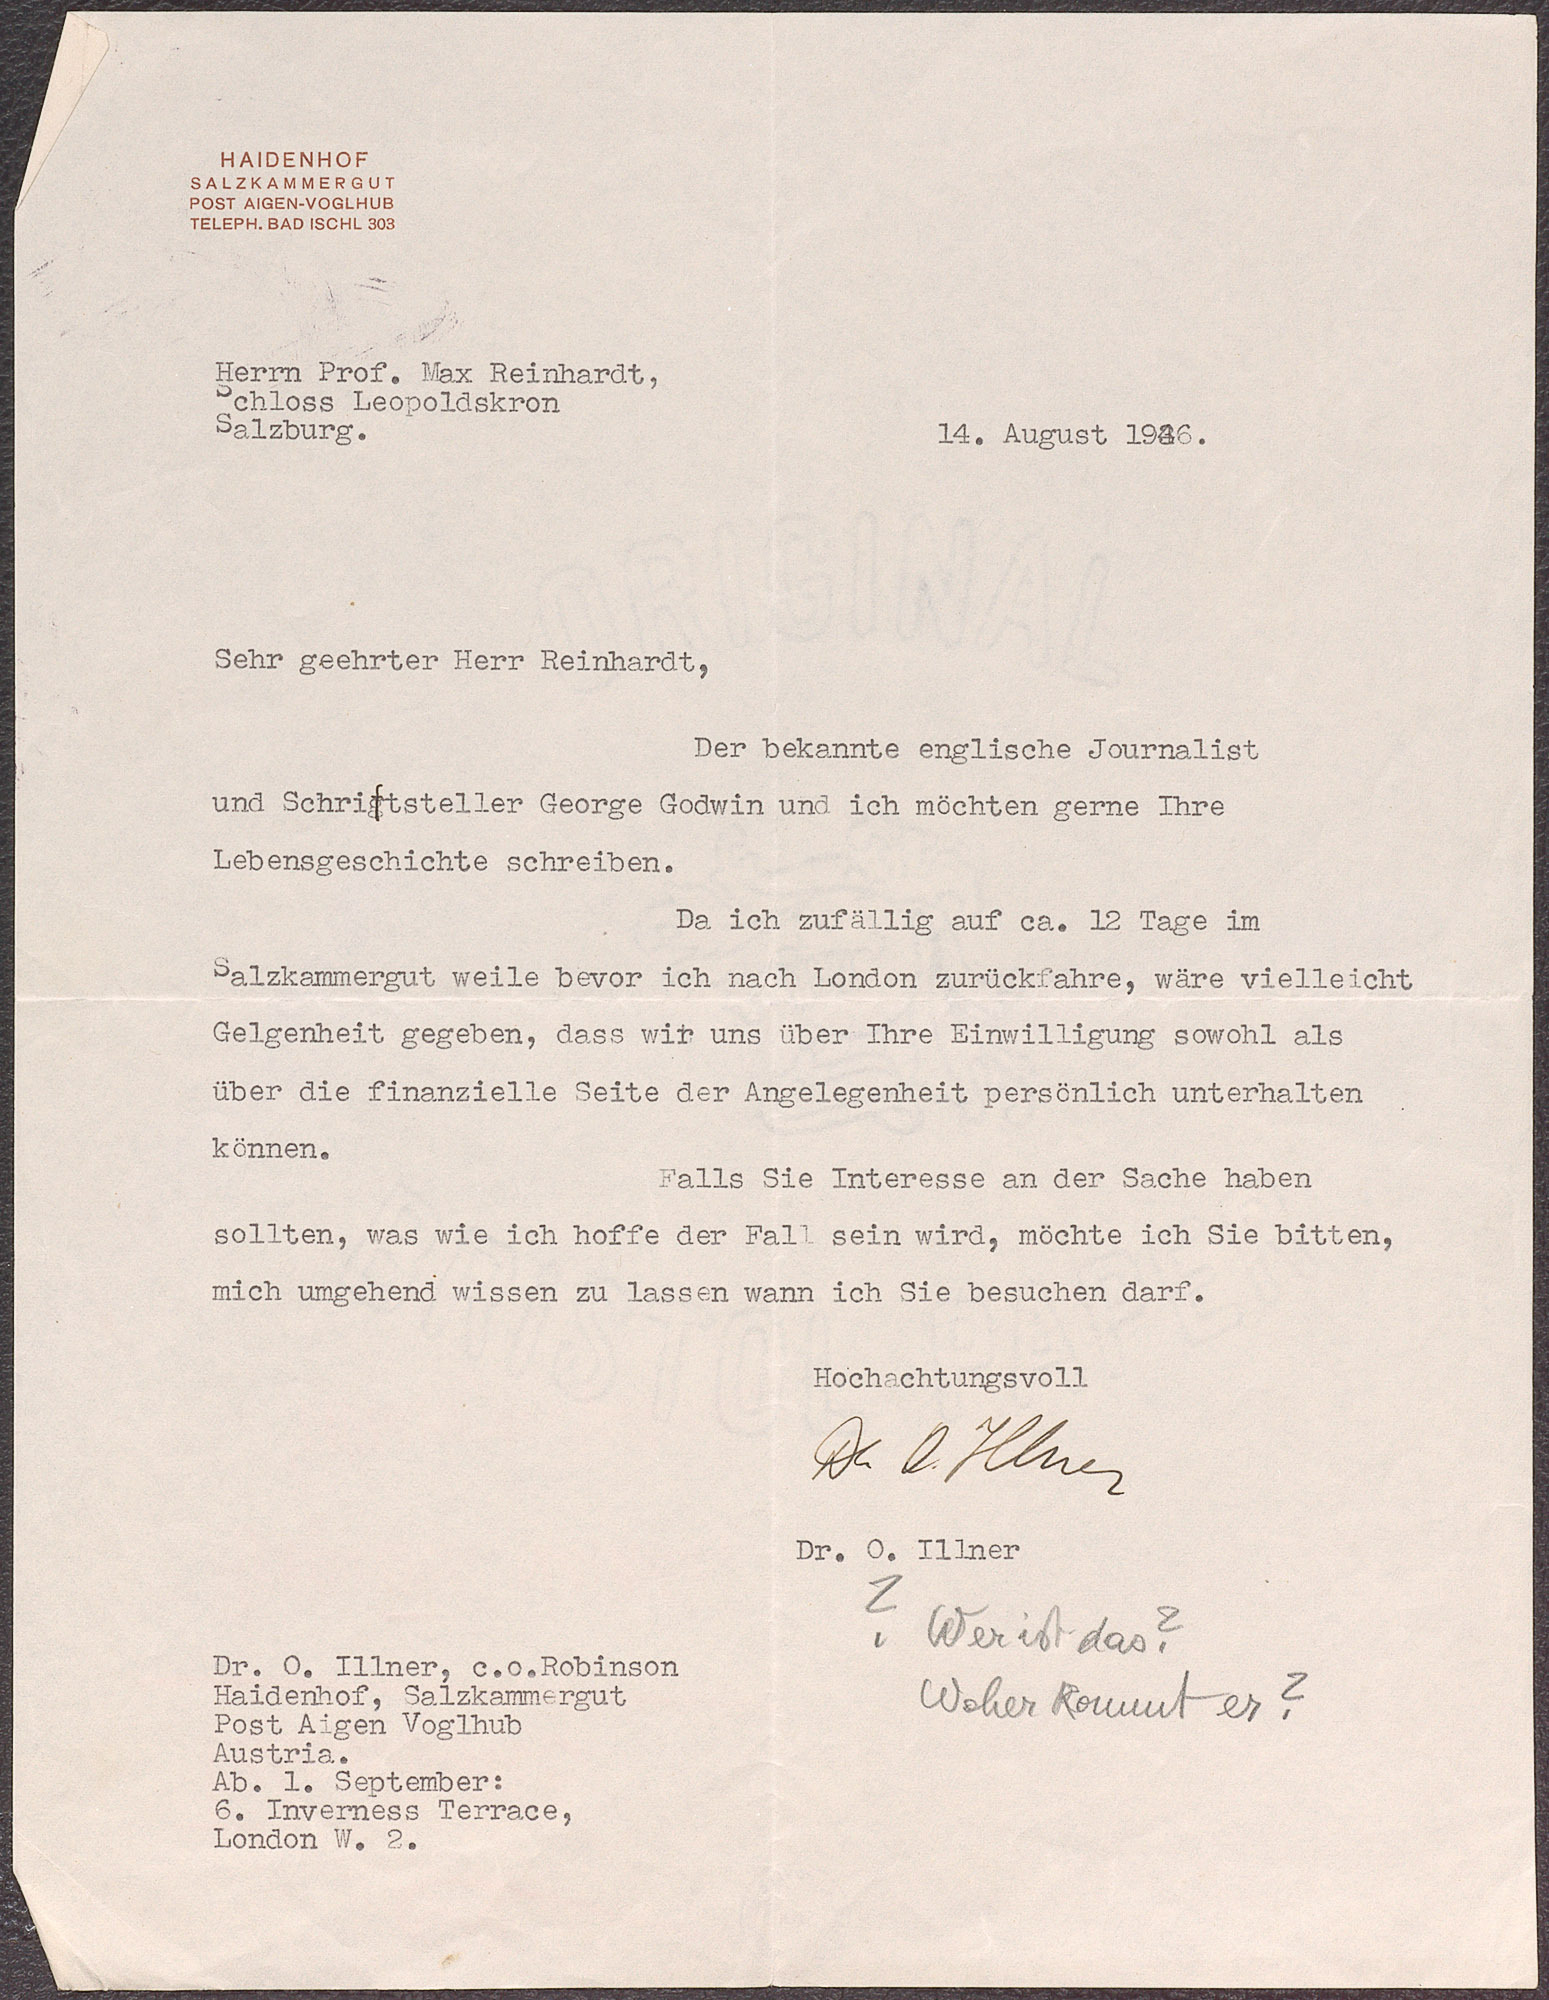 HAIDENHOF
SALZKAMMERGUT
POST AIGEN-VOGLHUB
TELEPH. BAD ISCHL 303
Herrn Prof. Max Reinhardt,
Schloss Leopoldskron
Salzburg.
14. August 1936.
Sehr geehrter Herr Reinhardt,
Der bekannte englische Journalist
und Schriftsteller George Godwin und ich möchten gerne Ihre
Lebensgeschichte schreiben.
Da ich zufällig auf ca. 12 Tage im
Salzkammergut weile bevor ich nach London zurückfahre, wäre vielleicht
Gelgenheit gegeben, dass wir uns über Ihre Einwilligung sowohl als
über die finanzielle Seite der Angelegenheit persönlich unterhalten
können.
Falls Sie Interesse an der Sache haben
sollten, was wie ich hoffe der Fall sein wird, möchte ich Sie bitten,
mich umgehend wissen zu lassen wann ich Sie besuchen darf.
Hochachtungsvoll
Dr. O. Illner
Dr. O. Illner
? Wer ist das?
Woher kommt er?
Dr. O. Illner, c.o.Robinson
Haidenhof, Salzkammergut
Post Aigen Voglhub
Austria.
Ab. 1. September:
6. Inverness Terrace,
London W. 2.